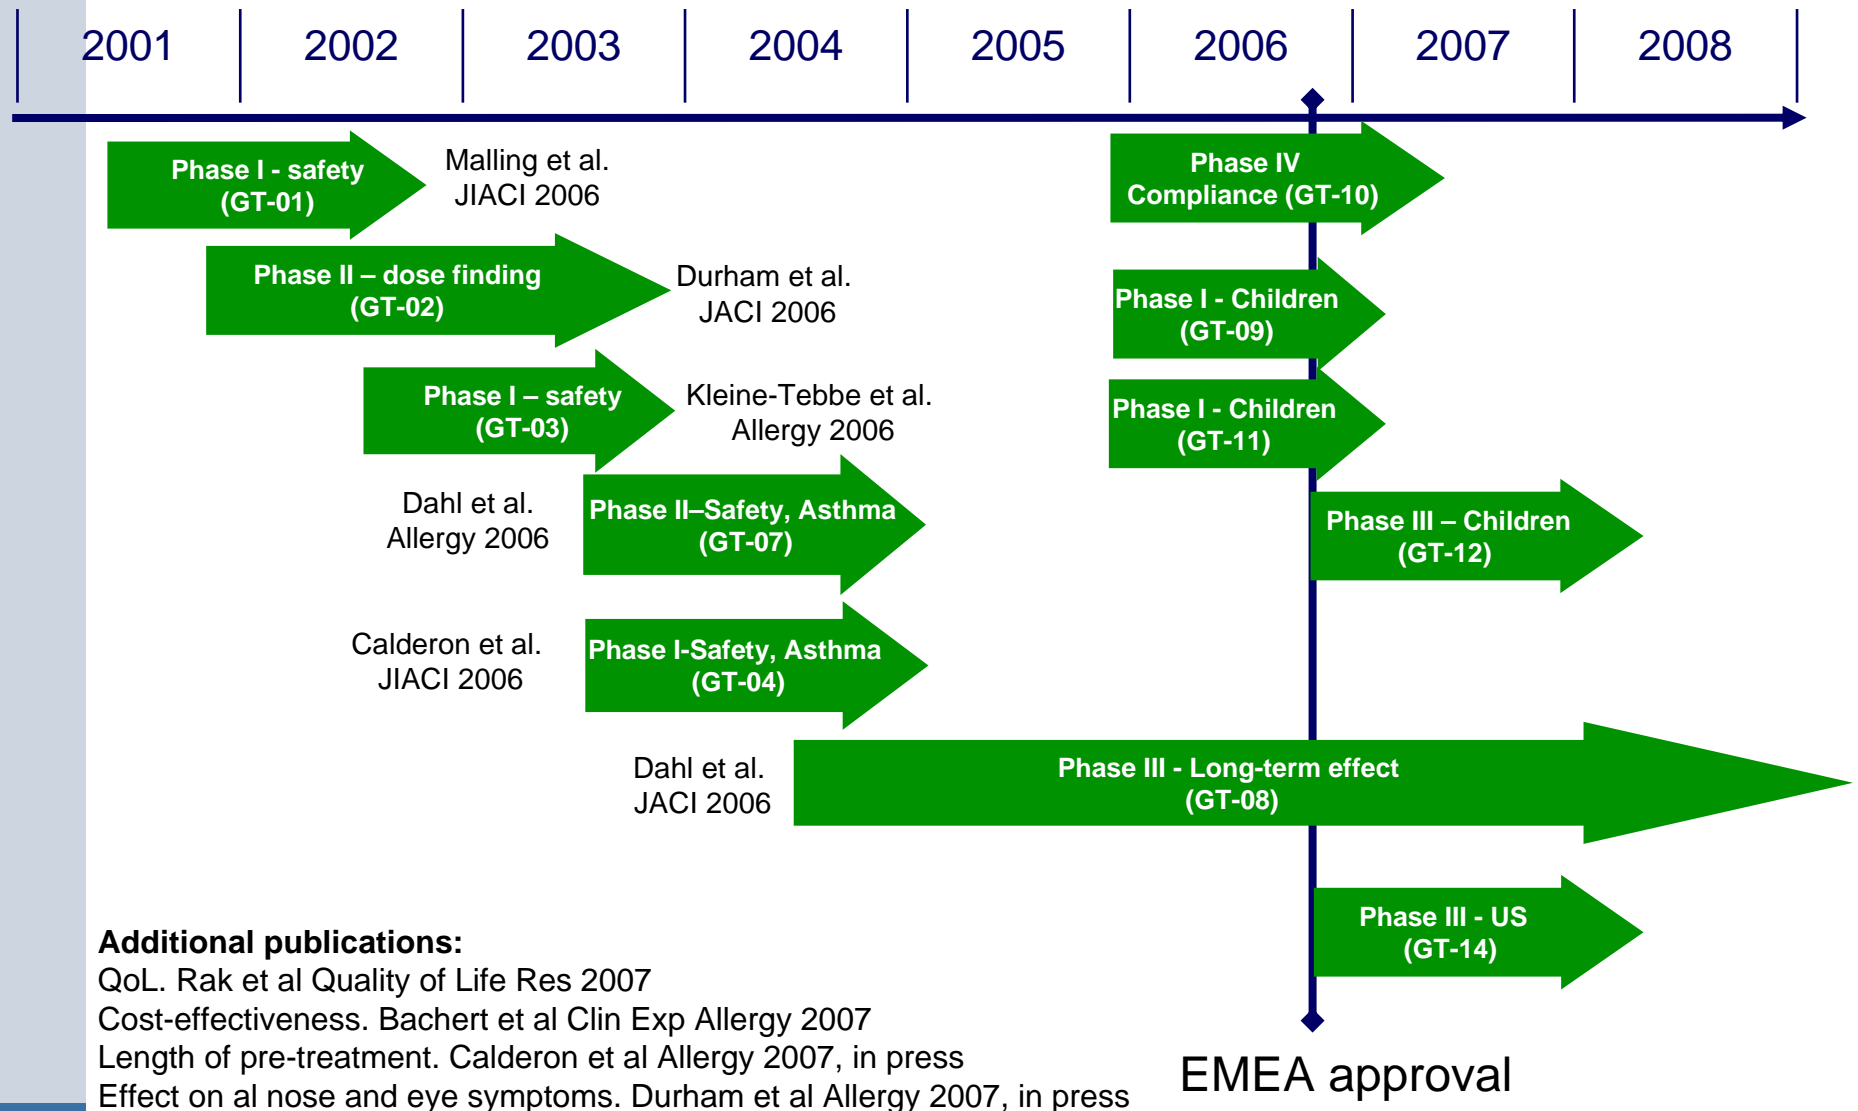 2001
2002
2003
2004
2005
2006
2007
2008
Phase I - safety
(GT-01)
Malling et al.
JIACI 2006
Phase IV
Compliance (GT-10)
Phase II – dose finding
(GT-02)
Durham et al.
JACI 2006
Phase I - Children
(GT-09)
Phase I – safety
(GT-03)
Kleine-Tebbe et al.
Allergy 2006
Phase I - Children
(GT-11)
Dahl et al.
Allergy 2006
Phase II–Safety, Asthma
(GT-07)
Phase III – Children
(GT-12)
Calderon et al.
JIACI 2006
Phase I-Safety, Asthma
(GT-04)
Dahl et al.
JACI 2006
Phase III - Long-term effect
(GT-08)
Phase III - US
(GT-14)
Additional publications:
QoL. Rak et al Quality of Life Res 2007
Cost-effectiveness. Bachert et al Clin Exp Allergy 2007
Length of pre-treatment. Calderon et al Allergy 2007, in press
Effect on al nose and eye symptoms. Durham et al Allergy 2007, in press
EMEA approval